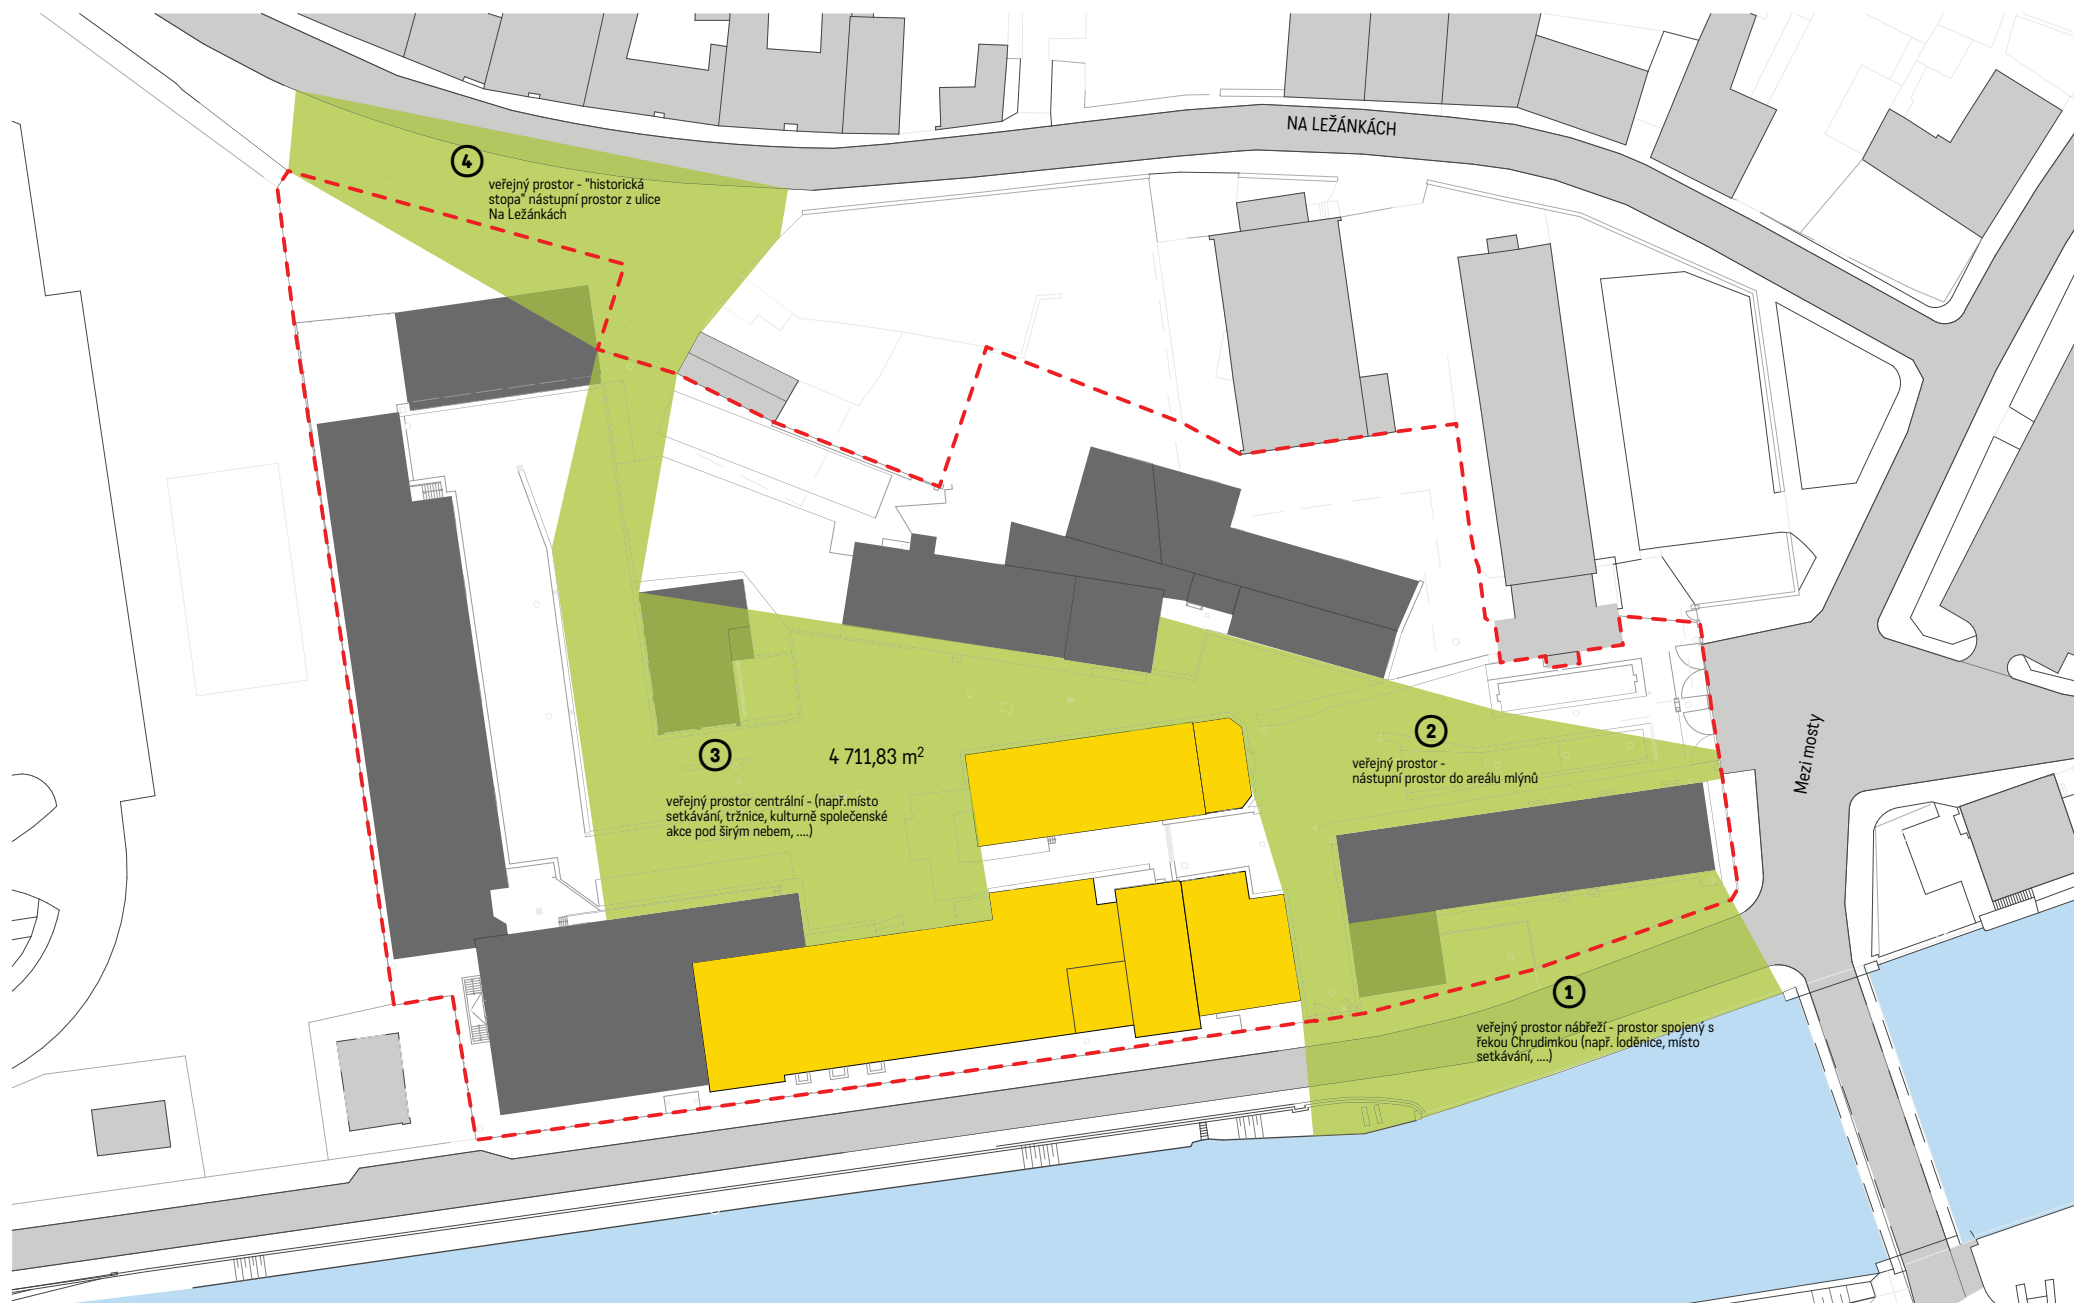 NA LEŽÁNKÁCH
4
veřejný prostor - "historická
stopa" nástupní prostor z ulice
Na Ležánkách
2
veřejný prostor -
nástupní prostor do areálu mlýnů
Mezi mosty
3
4 711,83 m²
veřejný prostor centrální - (např.místo
setkávání, tržnice, kulturně společenské
akce pod širým nebem, ....)
1
veřejný prostor nábřeží - prostor spojený s
řekou Chrudimkou (např. loděnice, místo
setkávání, ....)